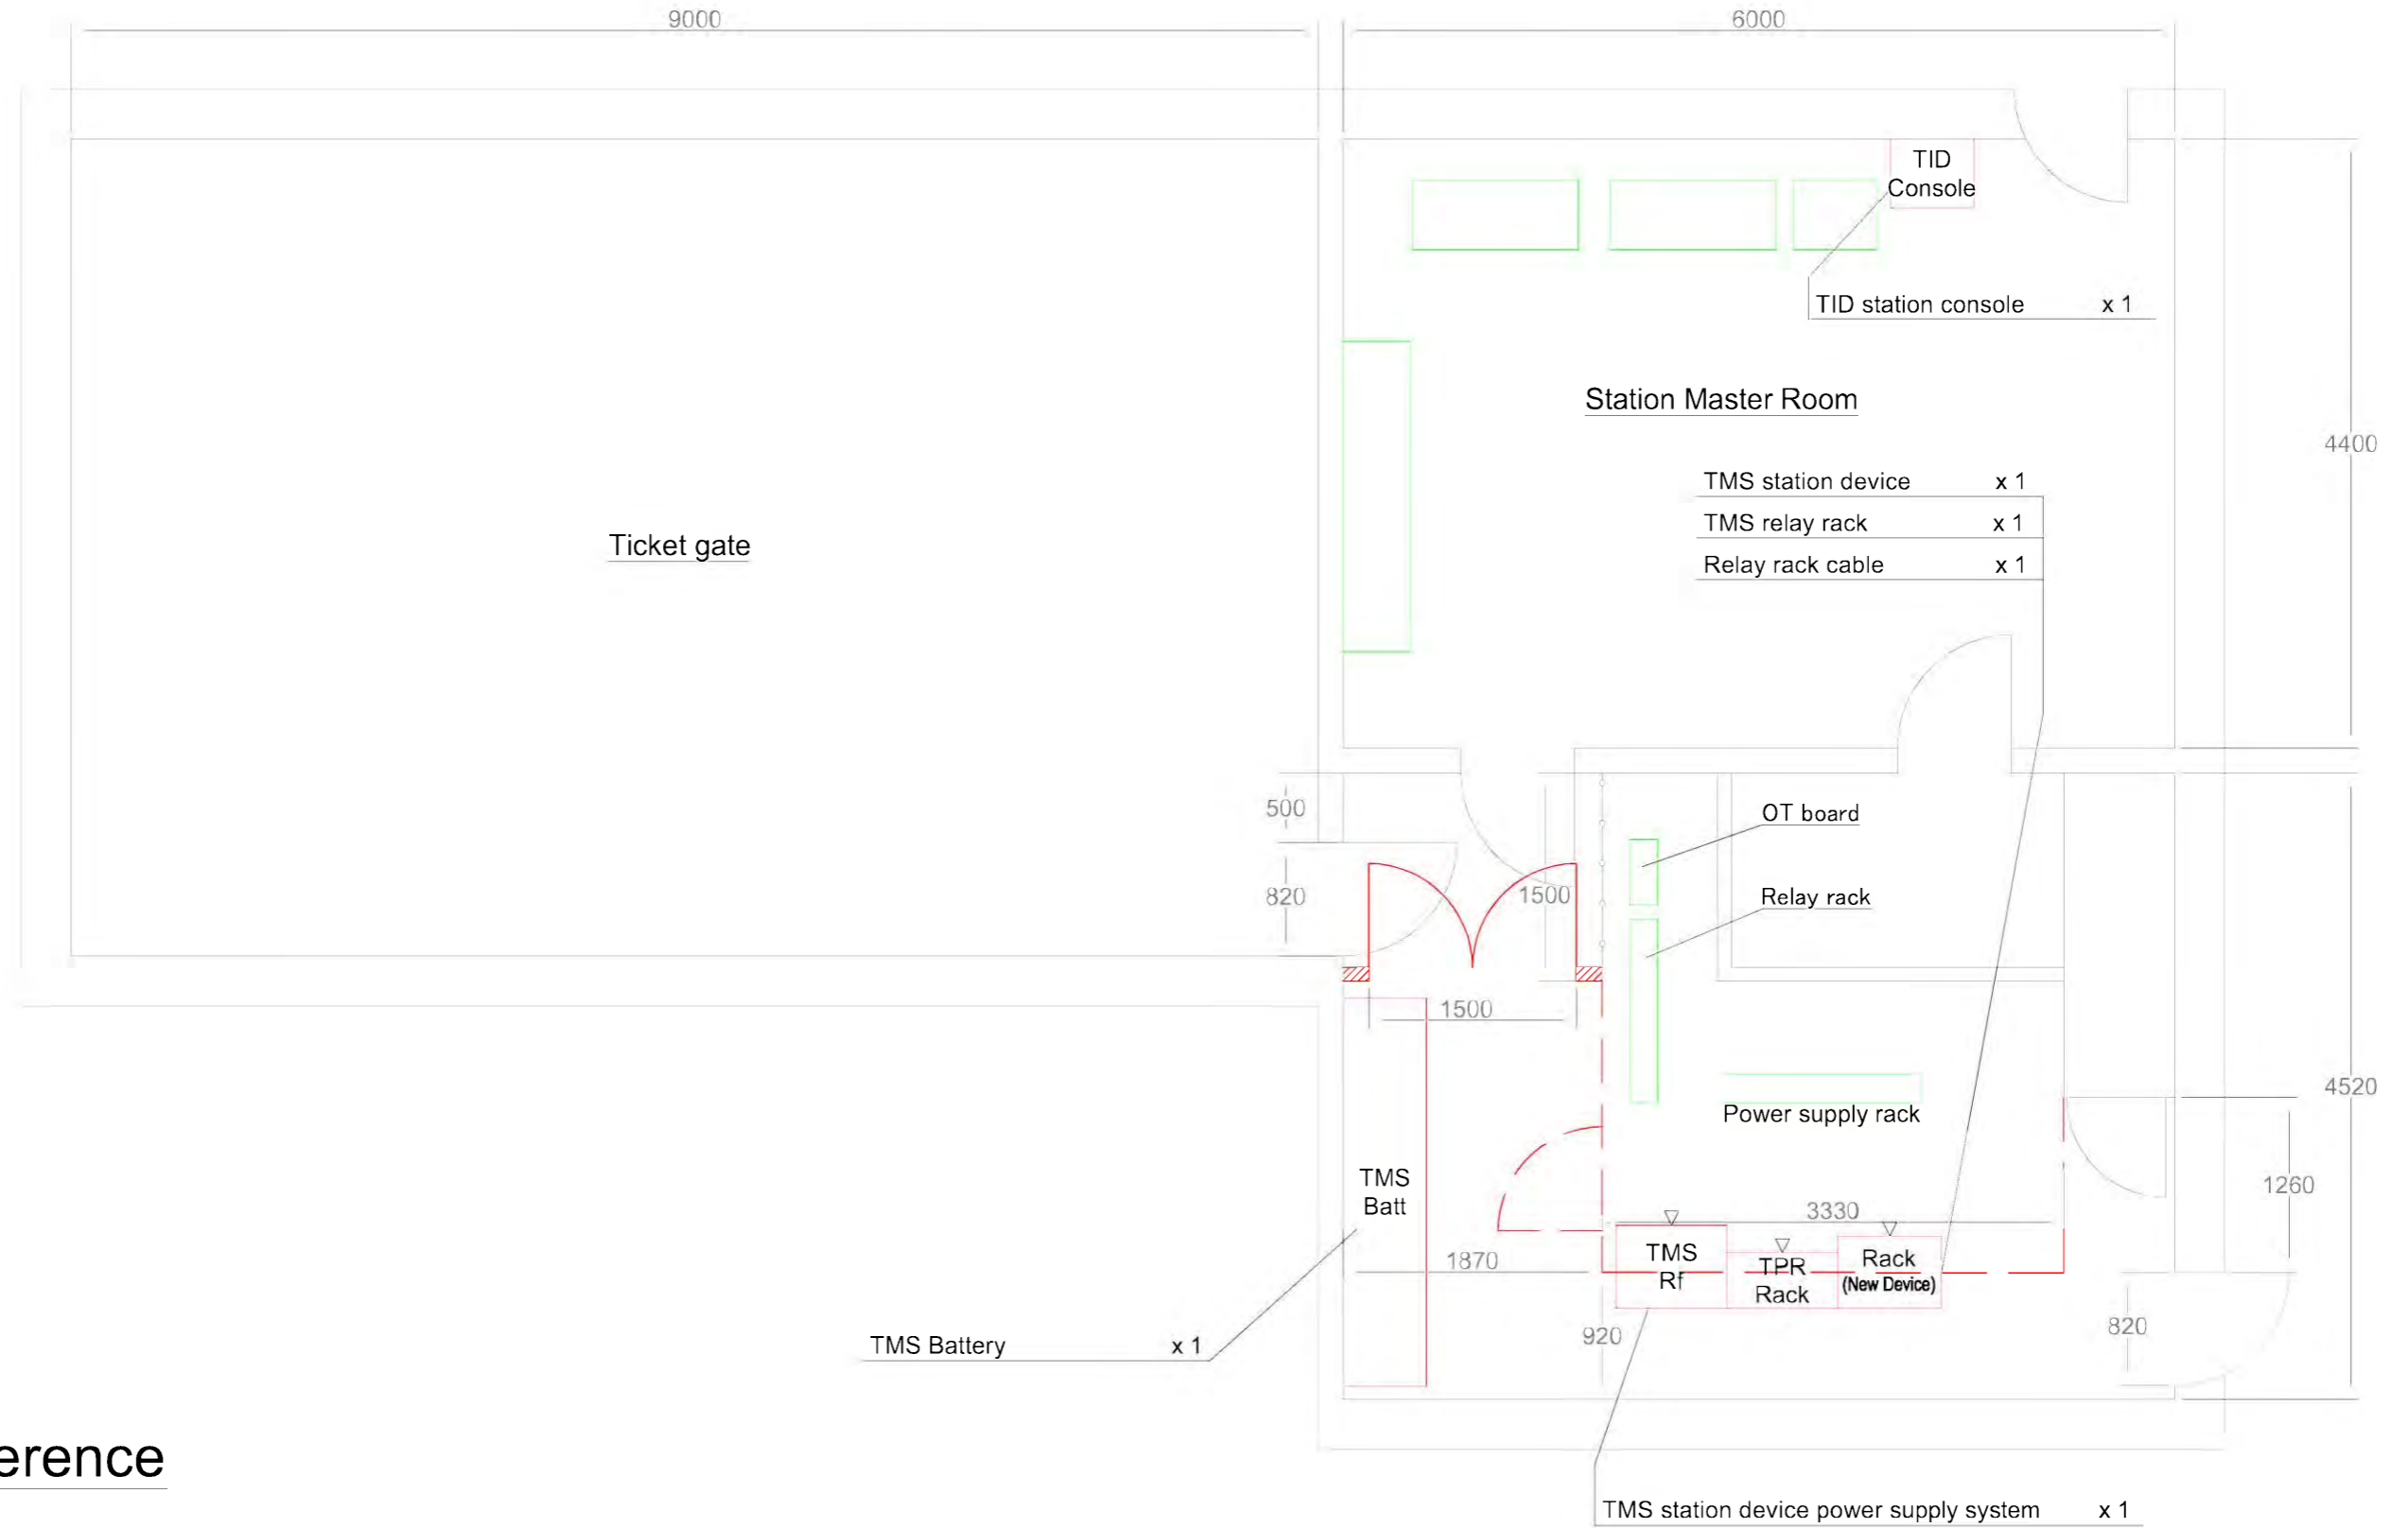 9000
6000
TID
Console
TID station console x 1
Station Master Room
4400
TMS station device x 1
TMS relay rack x 1
Relay rack cable x 1
Ticket gate
500
OT board
820
1500
Relay rack
1500
4520
Power supply rack
TMS
Batt
1260
3330
1870
TMS
Rf
TPR
Rack
Rack
(New Device)
920
820
TMS Battery x 1
erence
TMS station device power supply system x 1